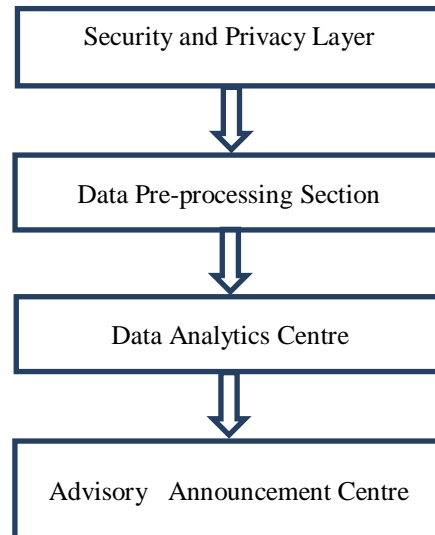 Security and Privacy Layer
Data Pre-processing Section
Data Analytics Centre
Advisory Announcement Centre